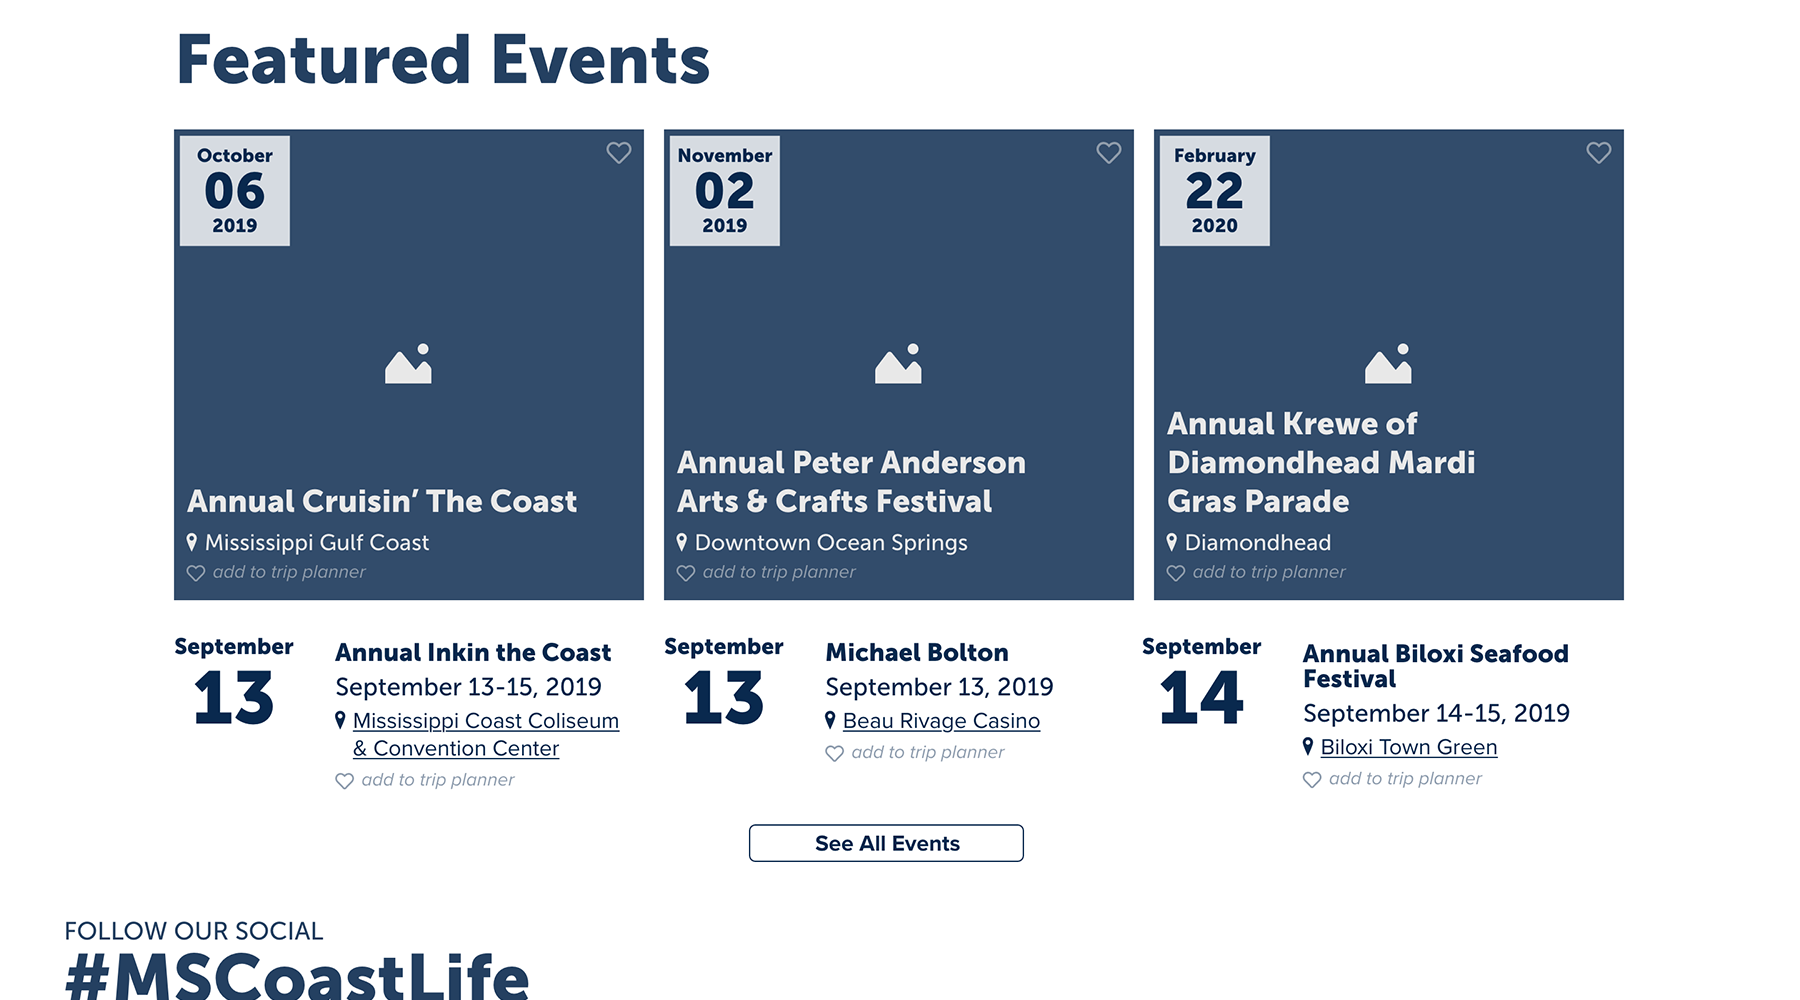 Featured Events
October
06
2019
Annual Cruisin’ The Coast
Mississippi Gulf Coast
add to trip planner
November
02
2019
Annual Peter Anderson
Arts & Crafts Festival
Downtown Ocean Springs
add to trip planner
February
22
2020
Annual Krewe of
Diamondhead Mardi
Gras Parade
Diamondhead
add to trip planner
September
13
Annual Inkin the Coast
September 13-15, 2019
Mississippi Coast Coliseum
& Convention Center
add to trip planner
September
13
Michael Bolton
September 13, 2019
Beau Rivage Casino
add to trip planner
September
14
Annual Biloxi Seafood
Festival
September 14-15, 2019
Biloxi Town Green
add to trip planner
See All Events
FOLLOW OUR SOCIAL
#MSCoastLife